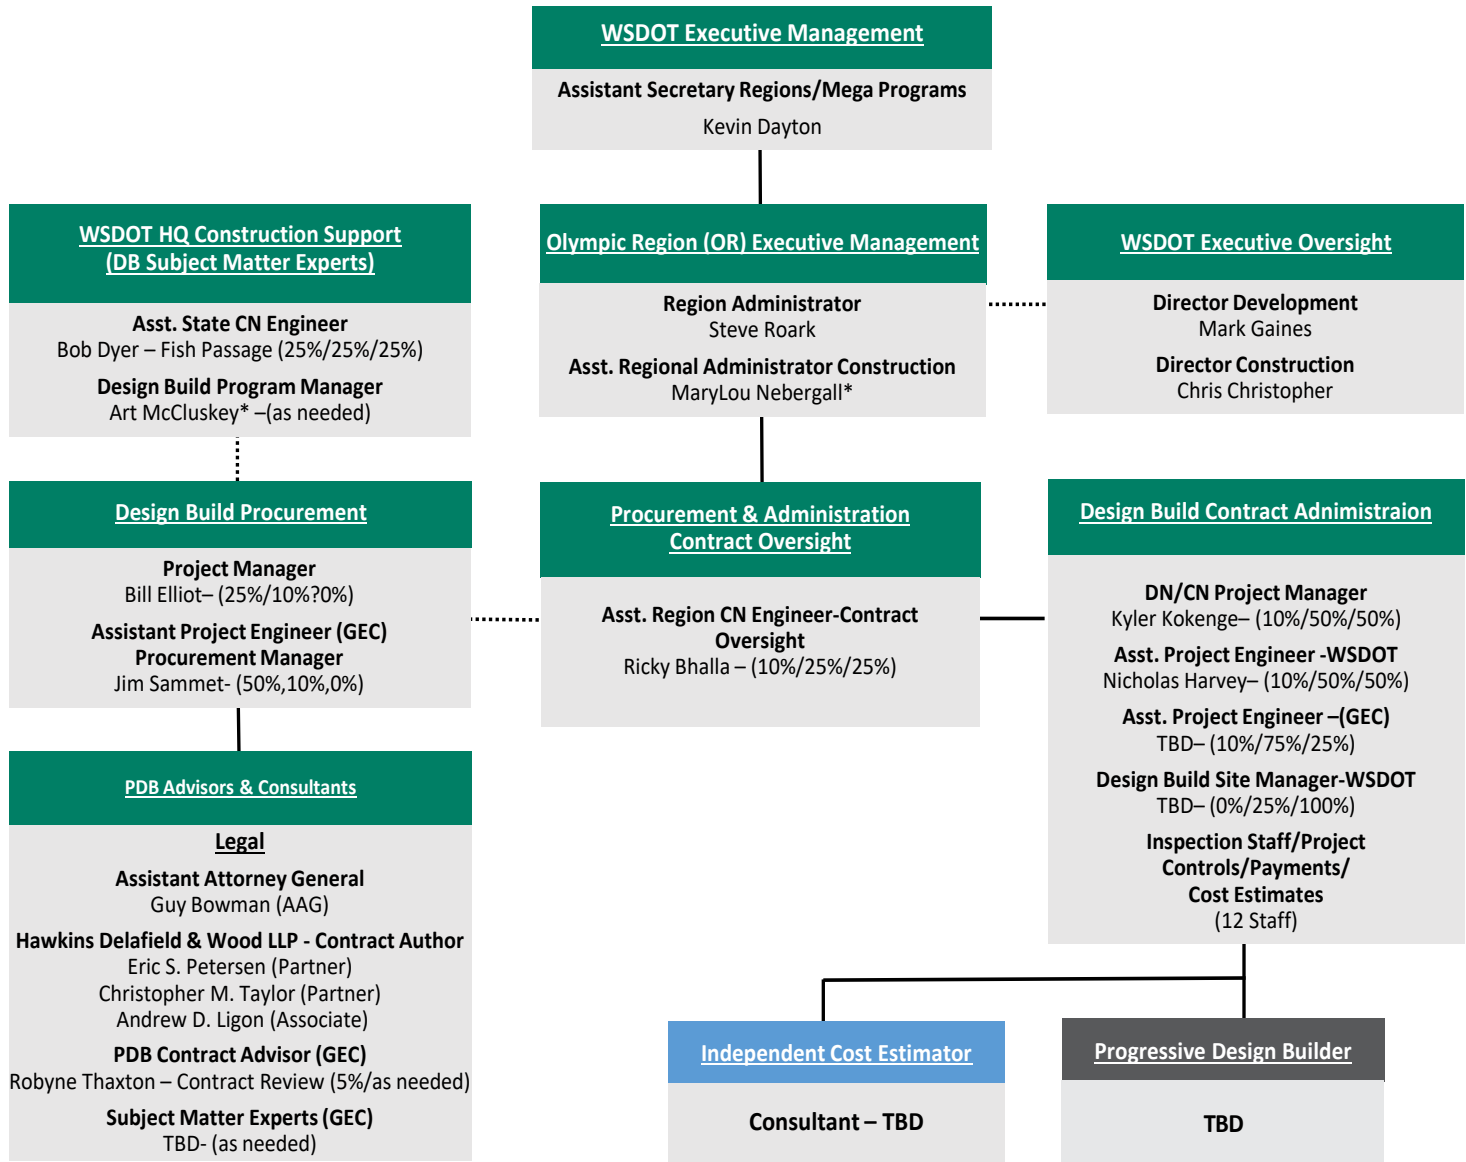 WSDOT Executive Management
Assistant Secretary Regions/Mega Programs
Kevin Dayton
WSDOT HQ Construction Support
(DB Subject Matter Experts)
Asst. State CN Engineer
Bob Dyer – Fish Passage (25%/25%/25%)
Design Build Program Manager
Art McCluskey* –(as needed)
Olympic Region (OR) Executive Management
Region Administrator
Steve Roark
Asst. Regional Administrator Construction
MaryLou Nebergall*
WSDOT Executive Oversight
Director Development
Mark Gaines
Director Construction
Chris Christopher
Design Build Procurement
Project Manager
Bill Elliot– (25%/10%?0%)
Assistant Project Engineer (GEC)
Procurement Manager
Jim Sammet- (50%,10%,0%)
Procurement & Administration
Contract Oversight
Asst. Region CN Engineer-Contract
Oversight
Ricky Bhalla – (10%/25%/25%)
Design Build Contract Adnimistraion
DN/CN Project Manager
Kyler Kokenge– (10%/50%/50%)
Asst. Project Engineer -WSDOT
Nicholas Harvey– (10%/50%/50%)
Asst. Project Engineer –(GEC)
TBD– (10%/75%/25%)
Design Build Site Manager-WSDOT
TBD– (0%/25%/100%)
Inspection Staff/Project
Controls/Payments/
Cost Estimates
(12 Staff)
PDB Advisors & Consultants
Legal
Assistant Attorney General
Guy Bowman (AAG)
Hawkins Delafield & Wood LLP - Contract Author
Eric S. Petersen (Partner)
Christopher M. Taylor (Partner)
Andrew D. Ligon (Associate)
PDB Contract Advisor (GEC)
Robyne Thaxton – Contract Review (5%/as needed)
Subject Matter Experts (GEC)
TBD- (as needed)
Independent Cost Estimator
Consultant – TBD
Progressive Design Builder
TBD